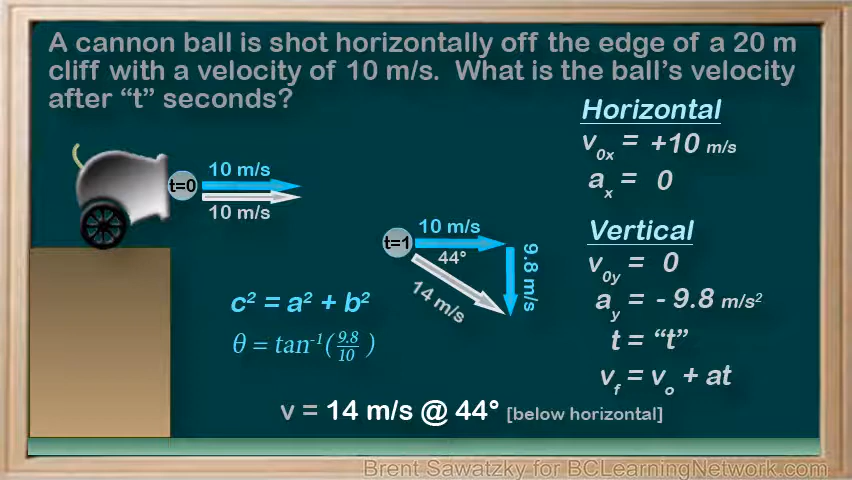 A cannon ball is shot horizontally off the edge of a 20 m
cliff with a velocity of 10 m/s. What is the ball's velocity
after “t” seconds?
Horizontal
v0x = +10 m/s
ax = 0
t=0
10 m/s
10 m/s
Vertical
v0y = 0
ay = - 9.8 m/s²
t = “t”
vf = vo + at
t=1
10 m/s
44°
9.8 m/s
14 m/s
c² = a² + b²
θ = tan⁻¹(9.8/10)
v = 14 m/s @ 44° [below horizontal]
Brent Sawatzky for BCLearningNetwork.com